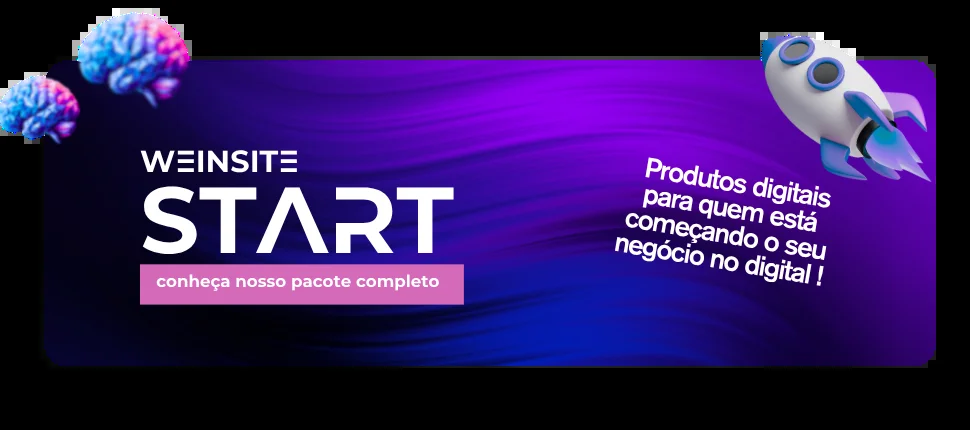 WEINSITE
START
conheça nosso pacote completo
Produtos digitais
para quem está
começando o seu
negócio no digital !